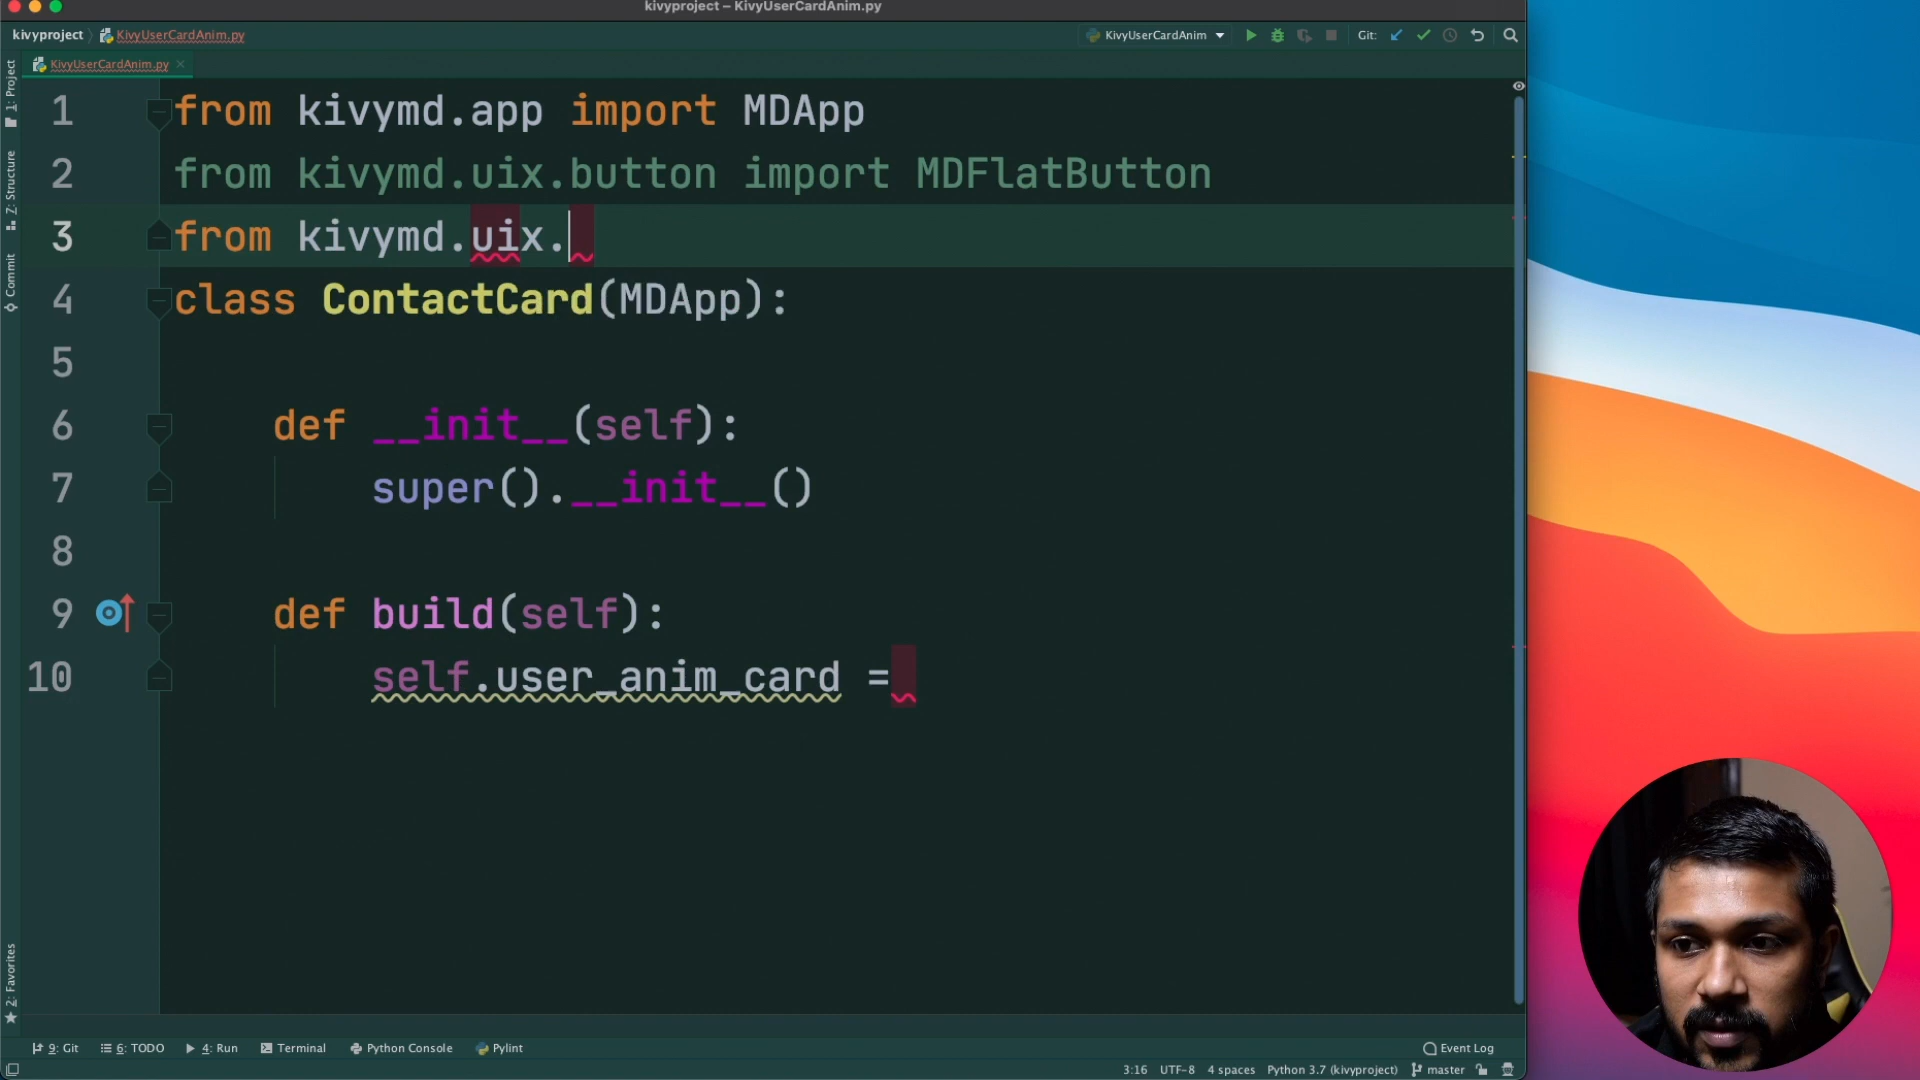 kivyproject – KivyUserCardAnim.py
kivyproject KivyUserCardAnim.py KivyUserCardAnim Git:
KivyUserCardAnim.py
1: Project
Z: Structure
Commit
2: Favorites
1 from kivymd.app import MDApp
2 from kivymd.uix.button import MDFlatButton
3 from kivymd.uix.
4 class ContactCard(MDApp):
5
6 def __init__(self):
7 super().__init__()
8
9 def build(self):
10 self.user_anim_card =
9: Git 6: TODO 4: Run Terminal Python Console Pylint Event Log
3:16 UTF-8 4 spaces Python 3.7 (kivyproject) master